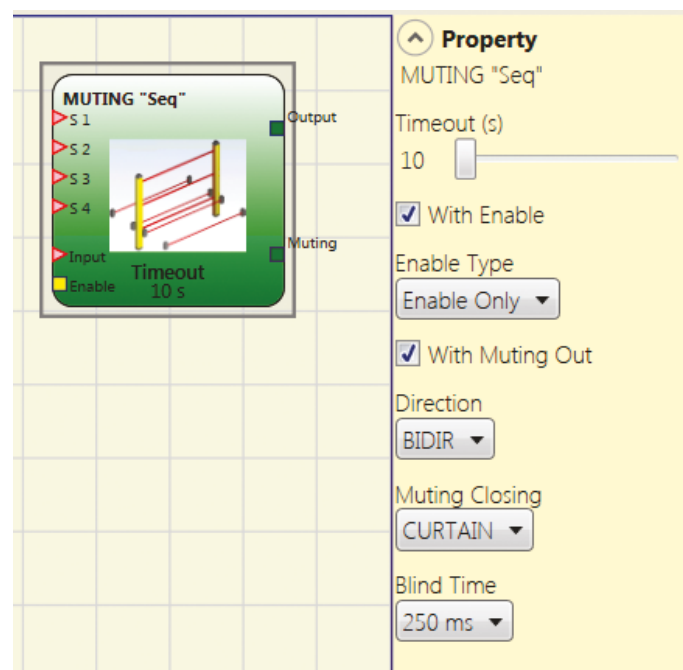 MUTING "Seq"
S 1
S 2
S 3
S 4
Input
Enable
Output
Muting
Timeout
10 s
Property
MUTING "Seq"
Timeout (s)
10
With Enable
Enable Type
Enable Only
With Muting Out
Direction
BIDIR
Muting Closing
CURTAIN
Blind Time
250 ms